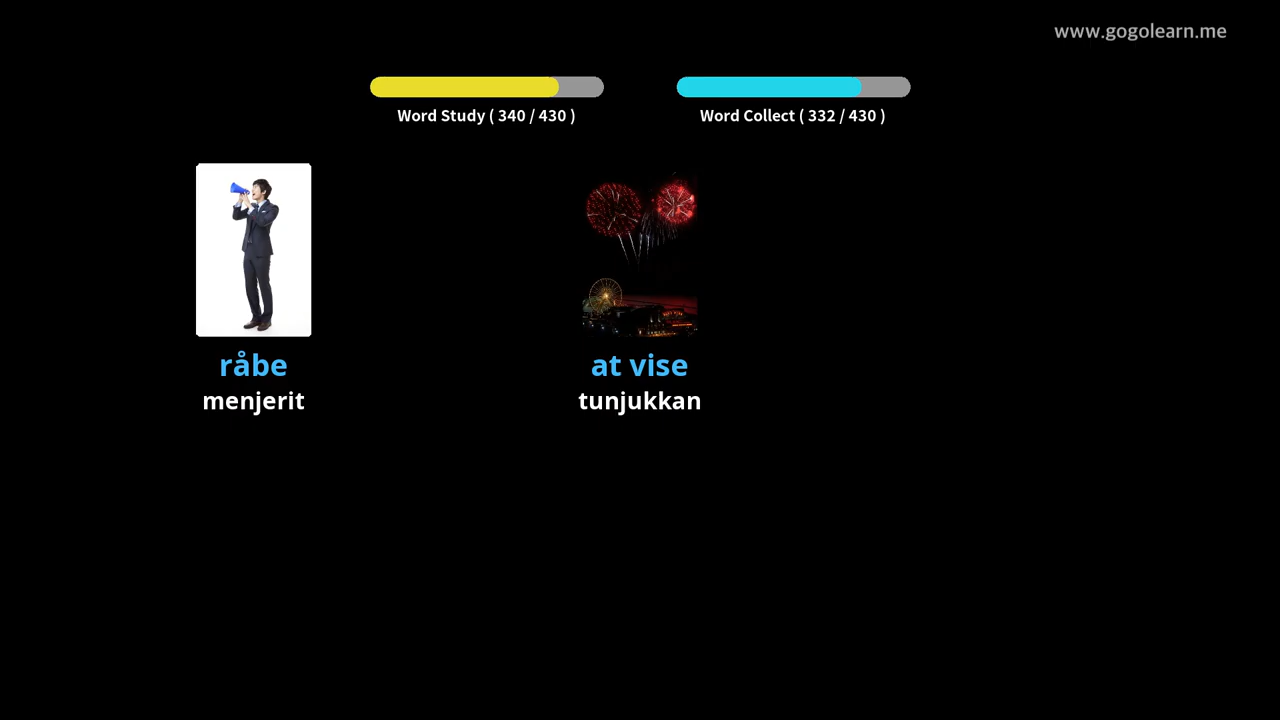 www.gogolearn.me
Word Study ( 340 / 430 )
Word Collect ( 332 / 430 )
råbe
menjerit
at vise
tunjukkan